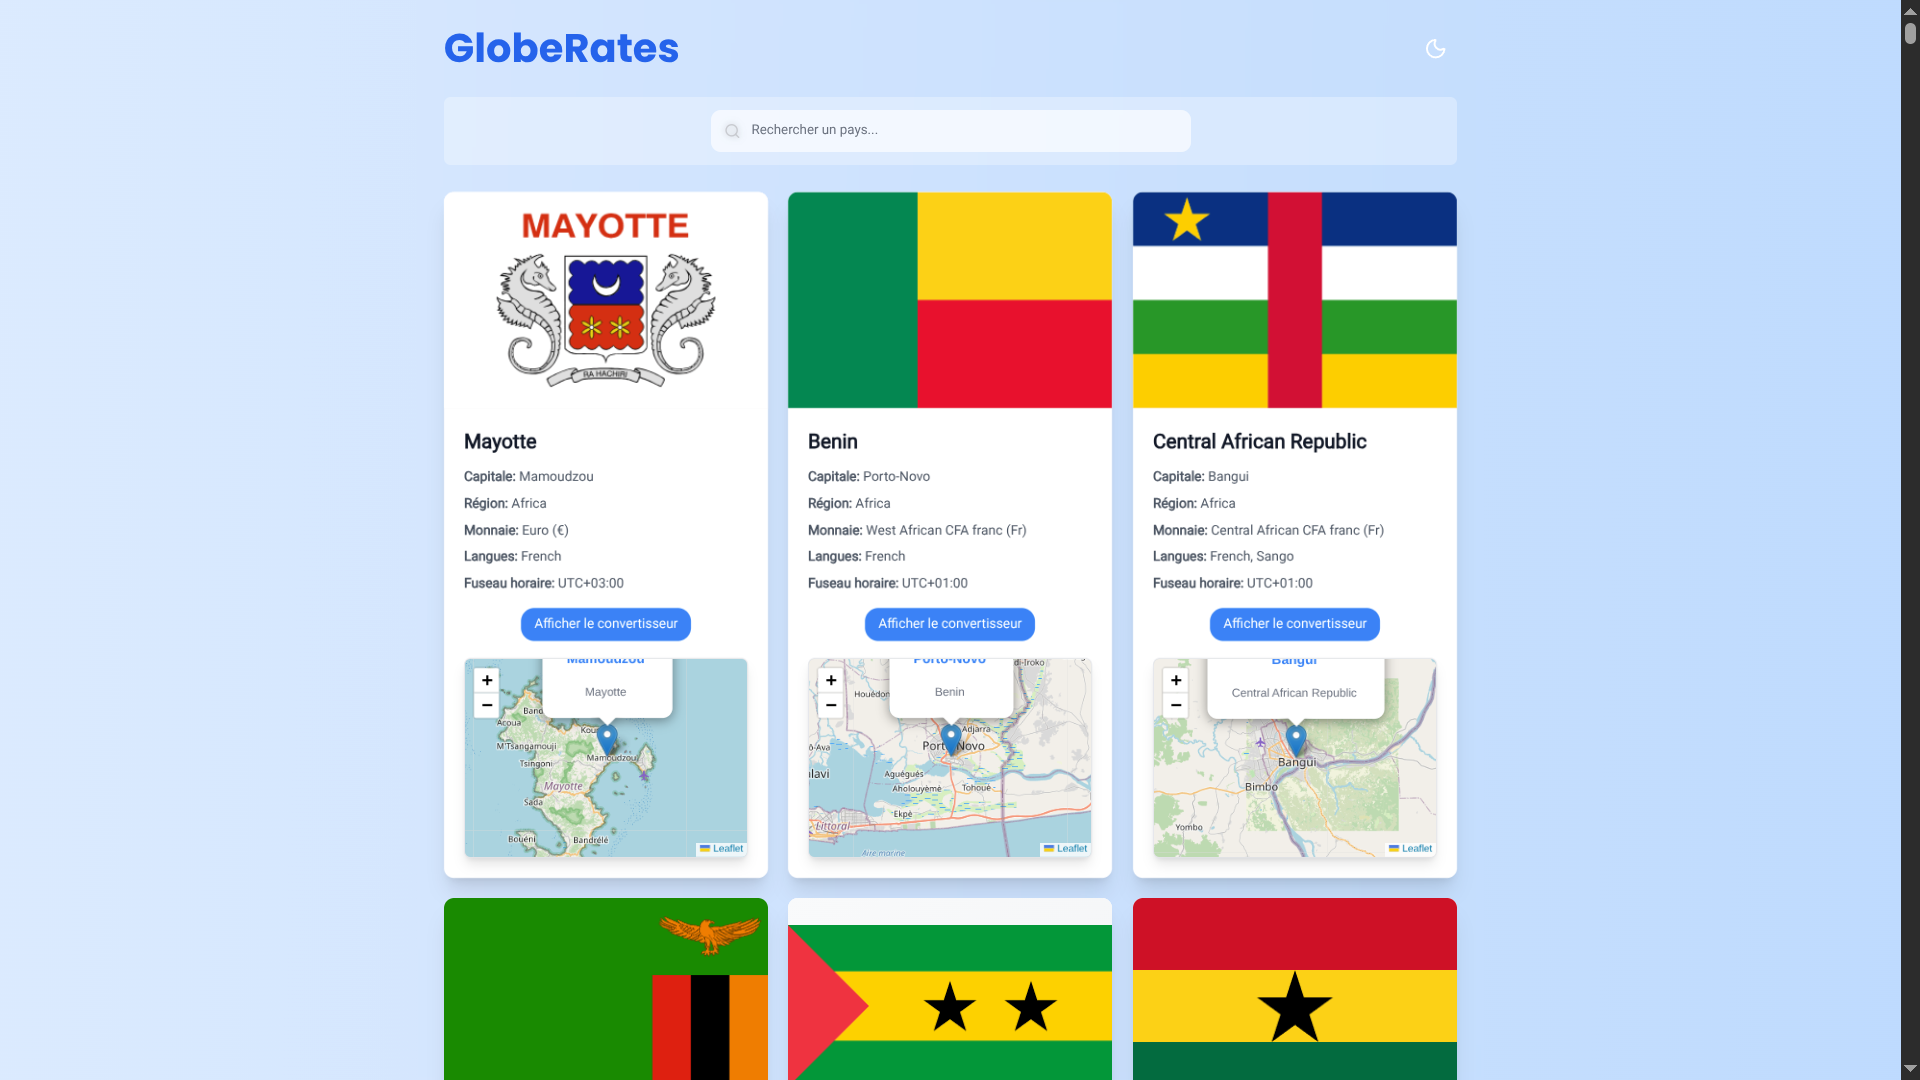 GlobeRates
Rechercher un pays...
MAYOTTE
RA HACHIRI
Mayotte
Capitale: Mamoudzou
Région: Africa
Monnaie: Euro (€)
Langues: French
Fuseau horaire: UTC+03:00
Afficher le convertisseur
+
−
Mamoudzou
Mayotte
Acoua
M'Tsangamouji
Tsingoni
Mamoudzou
Mayotte
Sada
Bouéni
Bandrélé
Leaflet
Benin
Capitale: Porto-Novo
Région: Africa
Monnaie: West African CFA franc (Fr)
Langues: French
Fuseau horaire: UTC+01:00
Afficher le convertisseur
+
−
Porto-Novo
Benin
Adjarra
Aguégués
Aholouyèmè
Tohouè
Ekpè
Littoral
Aire marine
Leaflet
Central African Republic
Capitale: Bangui
Région: Africa
Monnaie: Central African CFA franc (Fr)
Langues: French, Sango
Fuseau horaire: UTC+01:00
Afficher le convertisseur
+
−
Bangui
Central African Republic
Bangui
Bimbo
Yombo
Leaflet